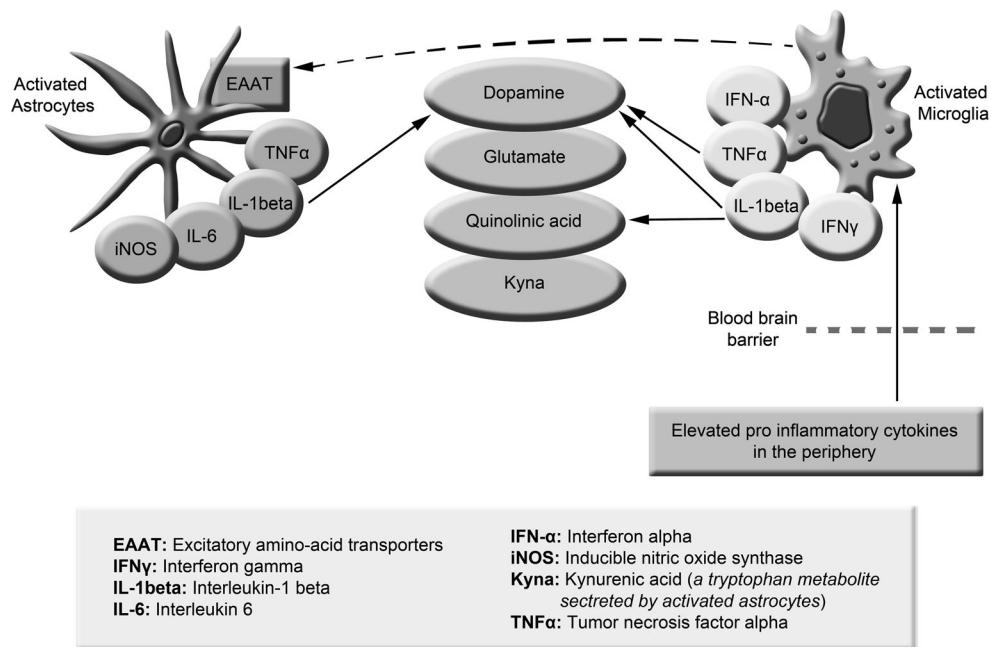 Activated
Astrocytes
EAAT
TNFα
IL-1beta
IL-6
iNOS
Dopamine
Glutamate
Quinolinic acid
Kyna
IFN-α
TNFα
IL-1beta
IFNγ
Activated
Microglia
Blood brain
barrier
Elevated pro inflammatory cytokines
in the periphery
EAAT: Excitatory amino-acid transporters
IFNγ: Interferon gamma
IL-1beta: Interleukin-1 beta
IL-6: Interleukin 6
IFN-α: Interferon alpha
iNOS: Inducible nitric oxide synthase
Kyna: Kynurenic acid (a tryptophan metabolite
sectreted by activated astrocytes)
TNFα: Tumor necrosis factor alpha